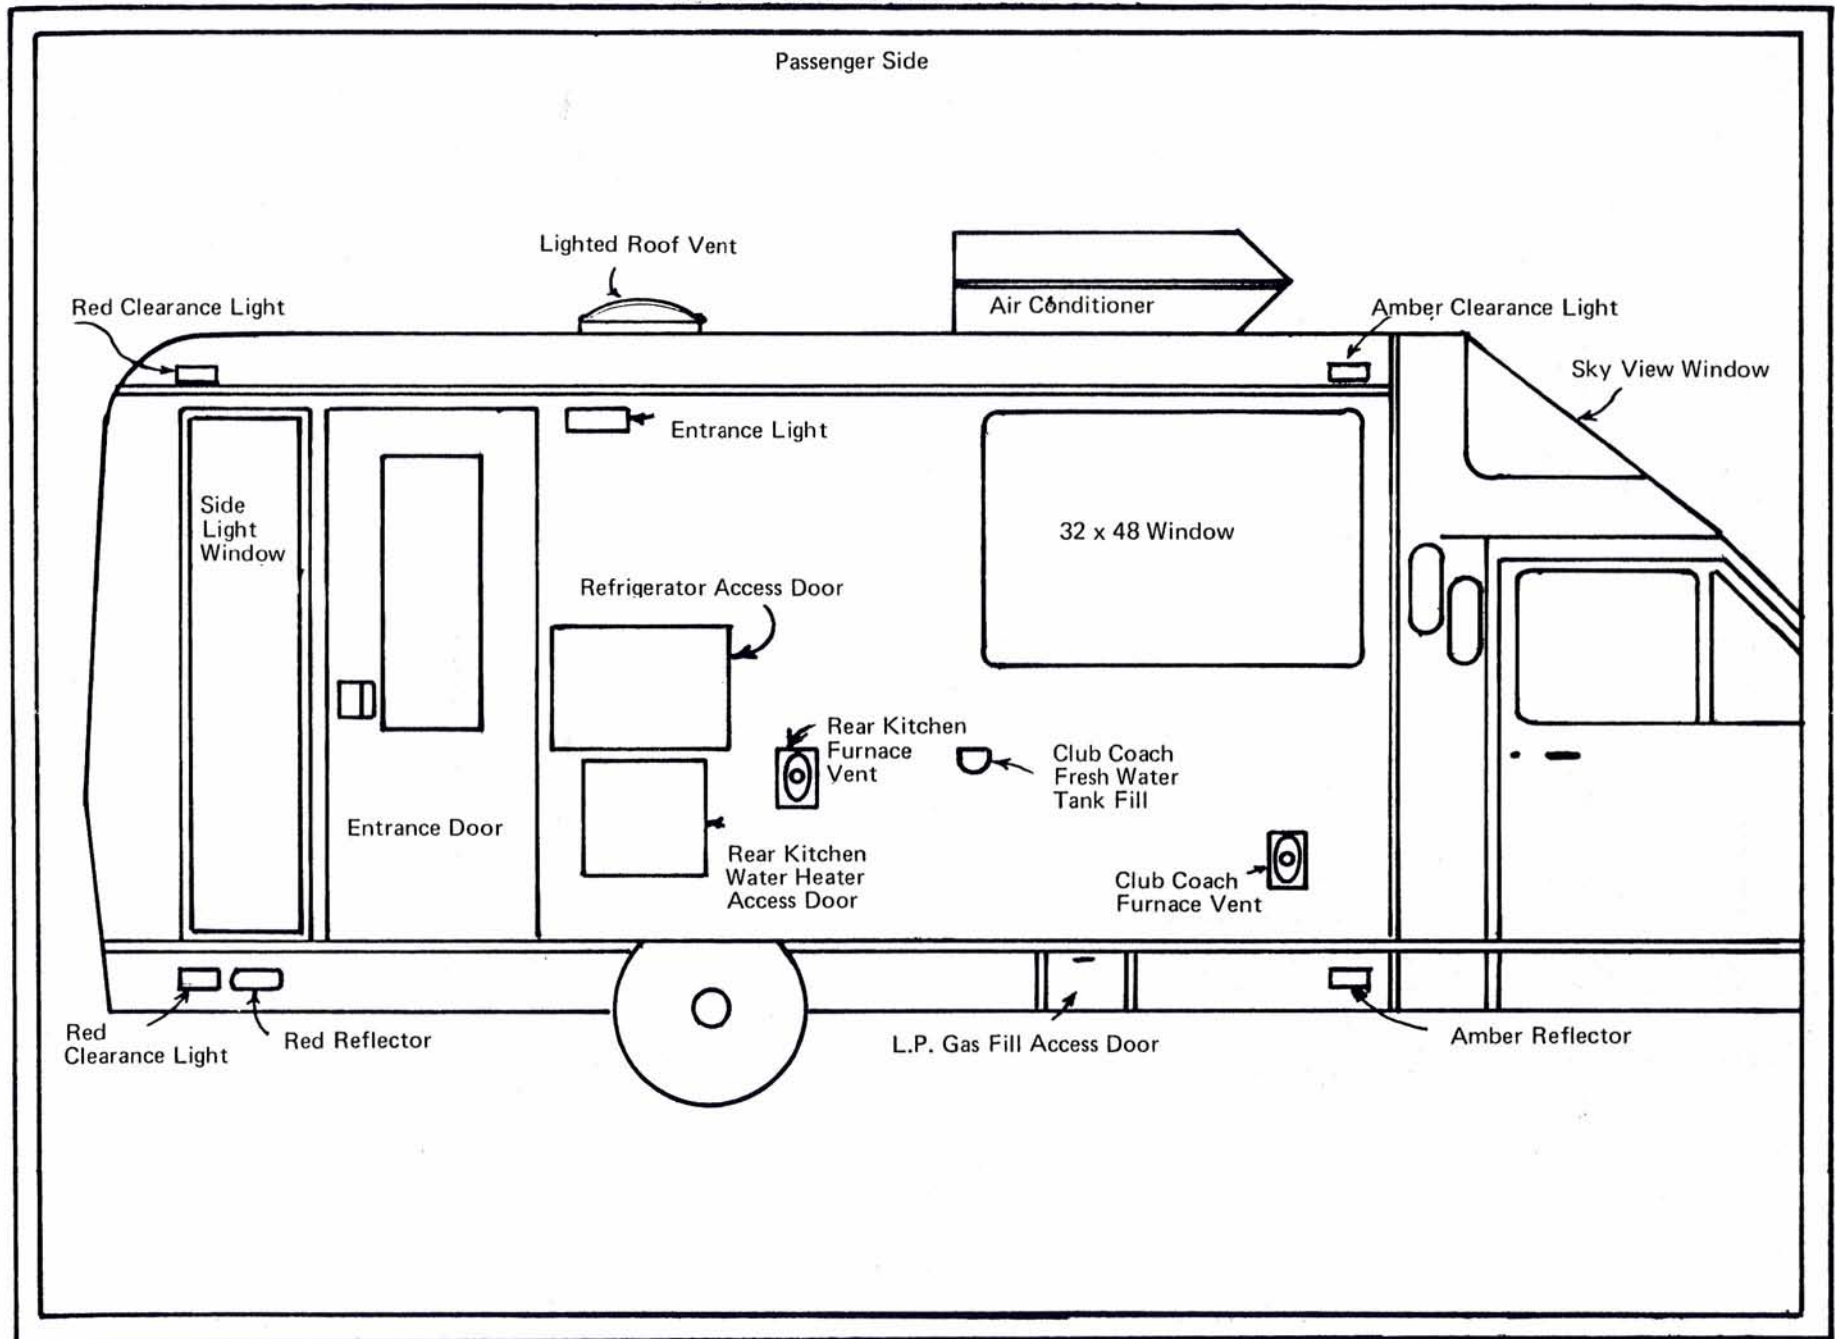 Passenger Side
Lighted Roof Vent
Red Clearance Light
Air Conditioner
Amber Clearance Light
Sky View Window
Entrance Light
Side
Light
Window
32 x 48 Window
Refrigerator Access Door
Rear Kitchen
Furnace
Vent
Club Coach
Fresh Water
Tank Fill
Entrance Door
Rear Kitchen
Water Heater
Access Door
Club Coach
Furnace Vent
Red
Clearance Light
Red Reflector
L.P. Gas Fill Access Door
Amber Reflector